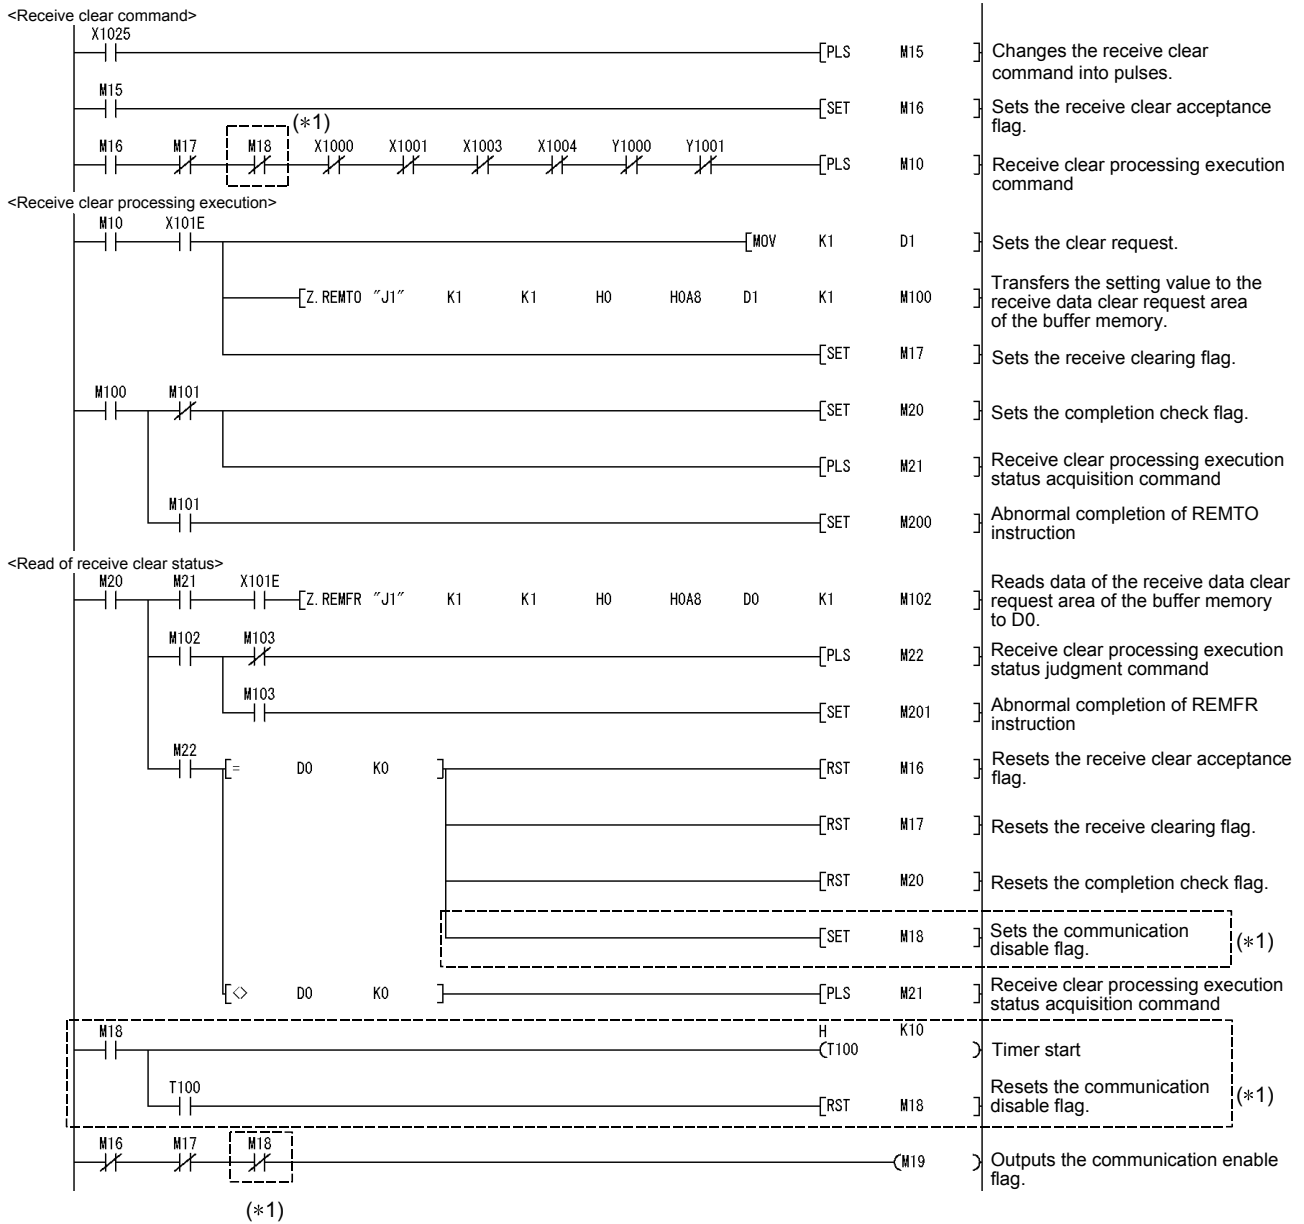 <Receive clear command>
X1025
[PLS M15 ] Changes the receive clear
command into pulses.
M15
[SET M16 ] Sets the receive clear acceptance
flag.
(*1)
M16 M17 M18 X1000 X1001 X1003 X1004 Y1000 Y1001
[PLS M10 ] Receive clear processing execution
command
<Receive clear processing execution>
M10 X101E
[MOV K1 D1 ] Sets the clear request.
[Z.REMTO "J1" K1 K1 H0 H0A8 D1 K1 M100 ] Transfers the setting value to the
receive data clear request area
of the buffer memory.
[SET M17 ] Sets the receive clearing flag.
M100 M101
[SET M20 ] Sets the completion check flag.
[PLS M21 ] Receive clear processing execution
status acquisition command
M101
[SET M200 ] Abnormal completion of REMTO
instruction
<Read of receive clear status>
M20 M21 X101E
[Z.REMFR "J1" K1 K1 H0 H0A8 D0 K1 M102 ] Reads data of the receive data clear
request area of the buffer memory
to D0.
M102 M103
[PLS M22 ] Receive clear processing execution
status judgment command
M103
[SET M201 ] Abnormal completion of REMFR
instruction
M22
[= D0 K0 ] [RST M16 ] Resets the receive clear acceptance
flag.
[RST M17 ] Resets the receive clearing flag.
[RST M20 ] Resets the completion check flag.
[SET M18 ] Sets the communication
disable flag.
(*1)
[<> D0 K0 ] [PLS M21 ] Receive clear processing execution
status acquisition command
M18 H K10
(T100 ) Timer start
T100
[RST M18 ] Resets the communication
disable flag.
(*1)
M16 M17 M18
(M19 ) Outputs the communication enable
flag.
(*1)